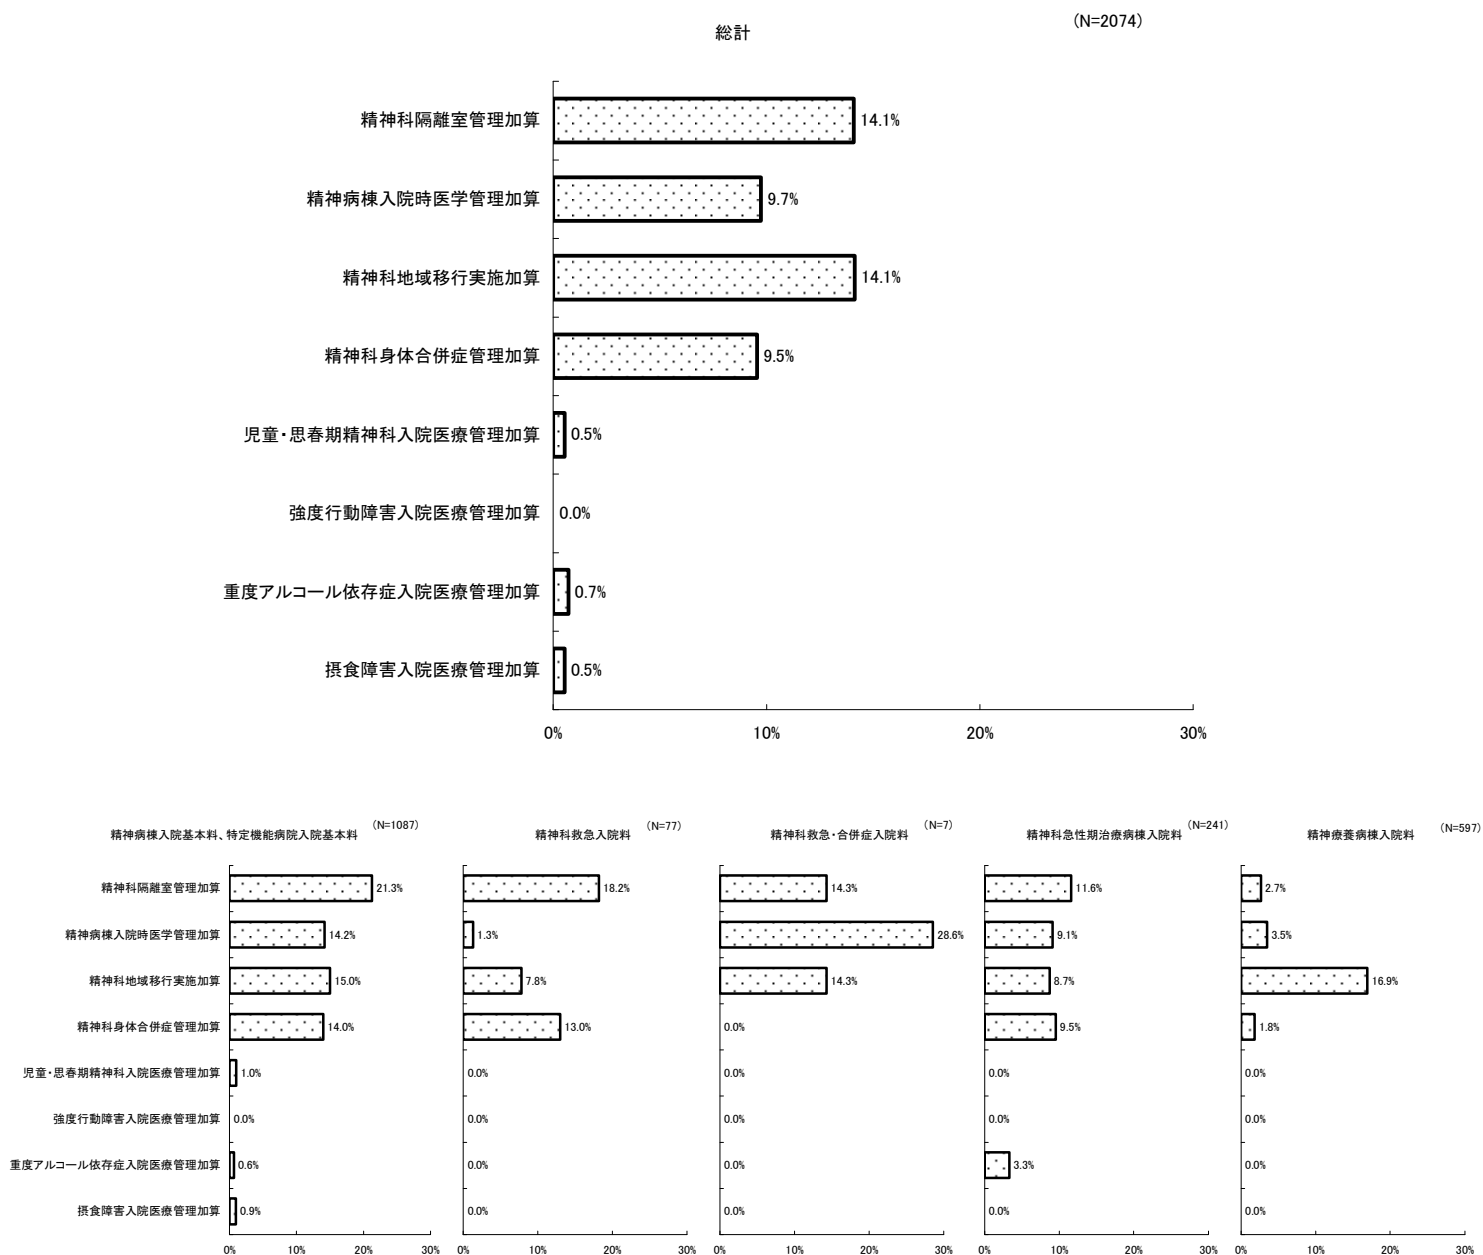 総計
(N=2074)
精神科隔離室管理加算 14.1%
精神病棟入院時医学管理加算 9.7%
精神科地域移行実施加算 14.1%
精神科身体合併症管理加算 9.5%
児童・思春期精神科入院医療管理加算 0.5%
強度行動障害入院医療管理加算 0.0%
重度アルコール依存症入院医療管理加算 0.7%
摂食障害入院医療管理加算 0.5%
0% 10% 20% 30%
精神病棟入院基本料、特定機能病院入院基本料 (N=1087) 精神科救急入院料 (N=77) 精神科救急・合併症入院料 (N=7) 精神科急性期治療病棟入院料 (N=241) 精神療養病棟入院料 (N=597)
精神科隔離室管理加算 21.3% 18.2% 14.3% 11.6% 2.7%
精神病棟入院時医学管理加算 14.2% 1.3% 28.6% 9.1% 3.5%
精神科地域移行実施加算 15.0% 7.8% 14.3% 8.7% 16.9%
精神科身体合併症管理加算 14.0% 13.0% 0.0% 9.5% 1.8%
児童・思春期精神科入院医療管理加算 1.0% 0.0% 0.0% 0.0% 0.0%
強度行動障害入院医療管理加算 0.0% 0.0% 0.0% 0.0% 0.0%
重度アルコール依存症入院医療管理加算 0.6% 0.0% 0.0% 3.3% 0.0%
摂食障害入院医療管理加算 0.9% 0.0% 0.0% 0.0% 0.0%
0% 10% 20% 30% 0% 10% 20% 30% 0% 10% 20% 30% 0% 10% 20% 30% 0% 10% 20% 30%